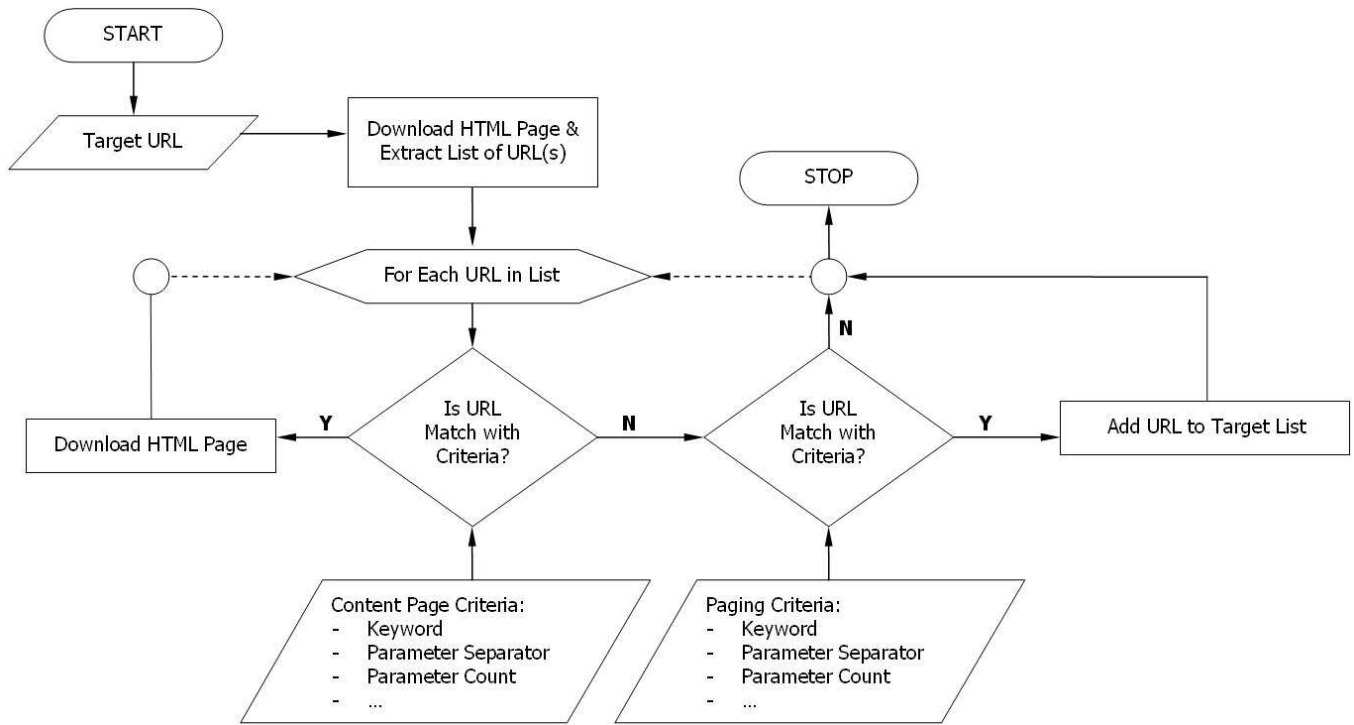 START
Target URL
Download HTML Page &
Extract List of URL(s)
STOP
For Each URL in List
N
Is URL
Match with
Criteria?
Y
Download HTML Page
N
Is URL
Match with
Criteria?
Y
Add URL to Target List
Content Page Criteria:
- Keyword
- Parameter Separator
- Parameter Count
- ...
Paging Criteria:
- Keyword
- Parameter Separator
- Parameter Count
- ...